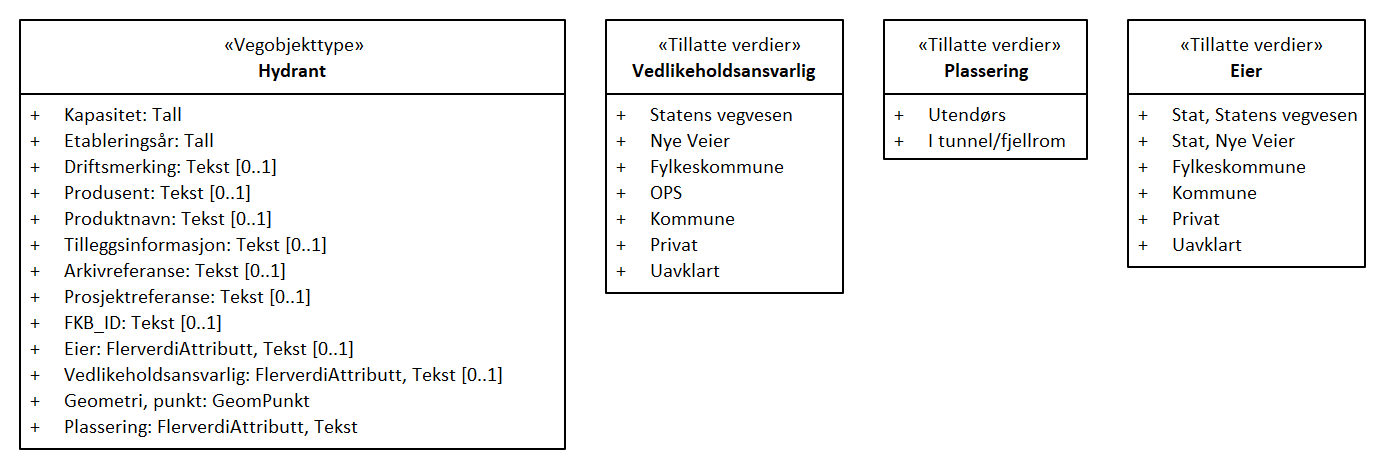 «Vegobjekttype»
Hydrant
+ Kapasitet: Tall
+ Etableringsår: Tall
+ Driftsmerking: Tekst [0..1]
+ Produsent: Tekst [0..1]
+ Produktnavn: Tekst [0..1]
+ Tilleggsinformasjon: Tekst [0..1]
+ Arkivreferanse: Tekst [0..1]
+ Prosjektreferanse: Tekst [0..1]
+ FKB_ID: Tekst [0..1]
+ Eier: FlerverdiAttributt, Tekst [0..1]
+ Vedlikeholdsansvarlig: FlerverdiAttributt, Tekst [0..1]
+ Geometri, punkt: GeomPunkt
+ Plassering: FlerverdiAttributt, Tekst
«Tillatte verdier»
Vedlikeholdsansvarlig
+ Statens vegvesen
+ Nye Veier
+ Fylkeskommune
+ OPS
+ Kommune
+ Privat
+ Uavklart
«Tillatte verdier»
Plassering
+ Utendørs
+ I tunnel/fjellrom
«Tillatte verdier»
Eier
+ Stat, Statens vegvesen
+ Stat, Nye Veier
+ Fylkeskommune
+ Kommune
+ Privat
+ Uavklart